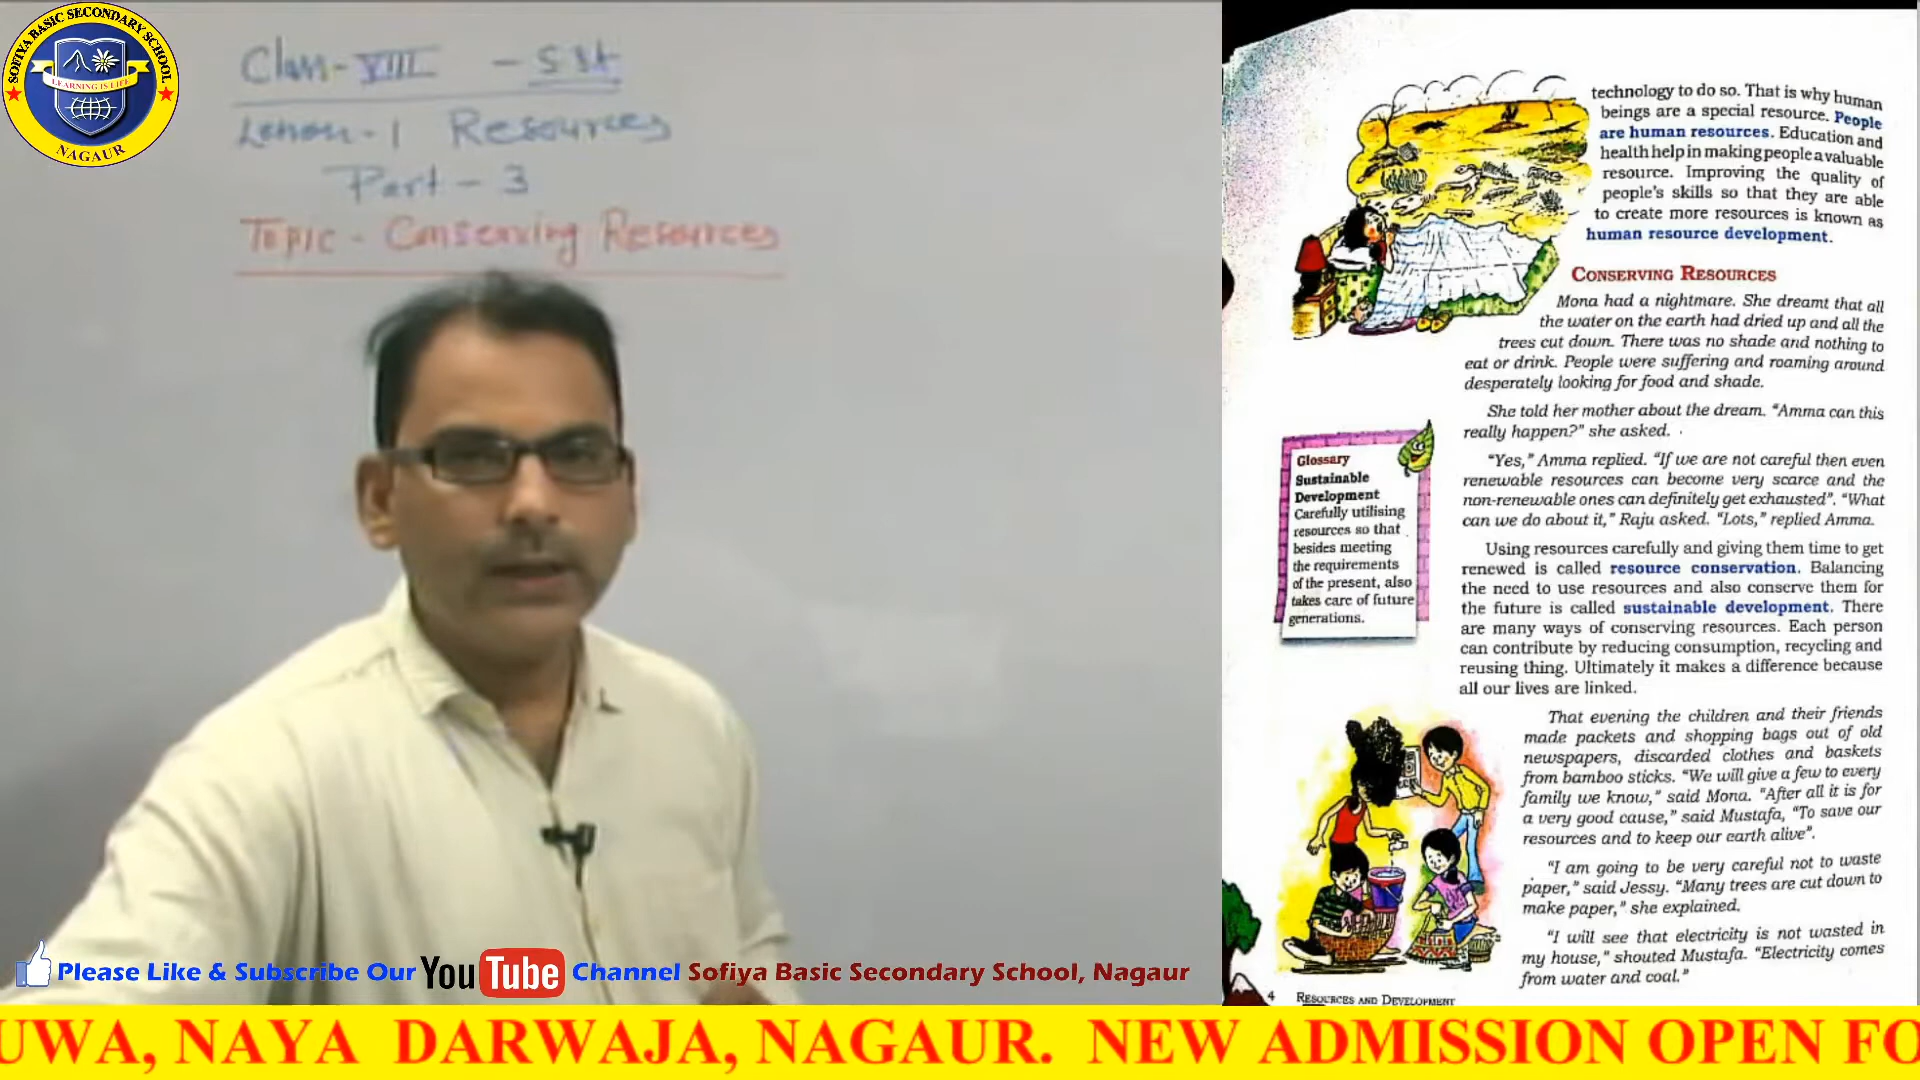 SOFIYA BASIC SECONDARY SCHOOL
LEARNING IS LIFE
NAGAUR
Class-VIII - SSt
Lesson-1 Resources
Part-3
Topic- Conserving Resources
technology to do so. That is why human
beings are a special resource. People
are human resources. Education and
health help in making people a valuable
resource. Improving the quality of
people's skills so that they are able
to create more resources is known as
human resource development.
CONSERVING RESOURCES
Mona had a nightmare. She dreamt that all
the water on the earth had dried up and all the
trees cut down. There was no shade and nothing to
eat or drink. People were suffering and roaming around
desperately looking for food and shade.
She told her mother about the dream. “Amma can this
really happen?” she asked.
“Yes,” Amma replied. “If we are not careful then even
renewable resources can become very scarce and the
non-renewable ones can definitely get exhausted”. “What
can we do about it,” Raju asked. “Lots,” replied Amma.
Using resources carefully and giving them time to get
renewed is called resource conservation. Balancing
the need to use resources and also conserve them for
the future is called sustainable development. There
are many ways of conserving resources. Each person
can contribute by reducing consumption, recycling and
reusing thing. Ultimately it makes a difference because
all our lives are linked.
That evening the children and their friends
made packets and shopping bags out of old
newspapers, discarded clothes and baskets
from bamboo sticks. “We will give a few to every
family we know,” said Mona. “After all it is for
a very good cause,” said Mustafa, “To save our
resources and to keep our earth alive”.
“I am going to be very careful not to waste
paper,” said Jessy. “Many trees are cut down to
make paper,” she explained.
“I will see that electricity is not wasted in
my house,” shouted Mustafa. “Electricity comes
from water and coal.”
Glossary
Sustainable
Development
Carefully utilising
resources so that
besides meeting
the requirements
of the present, also
takes care of future
generations.
4 RESOURCES AND DEVELOPMENT
Please Like & Subscribe Our YouTube Channel Sofiya Basic Secondary School, Nagaur
UWA, NAYA DARWAJA, NAGAUR. NEW ADMISSION OPEN FO